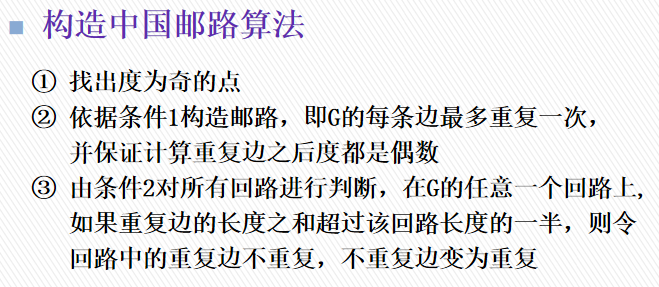 构造中国邮路算法
① 找出度为奇的点
② 依据条件1构造邮路，即G的每条边最多重复一次，
并保证计算重复边之后度都是偶数
③ 由条件2对所有回路进行判断，在G的任意一个回路上，
如果重复边的长度之和超过该回路长度的一半，则令
回路中的重复边不重复，不重复边变为重复